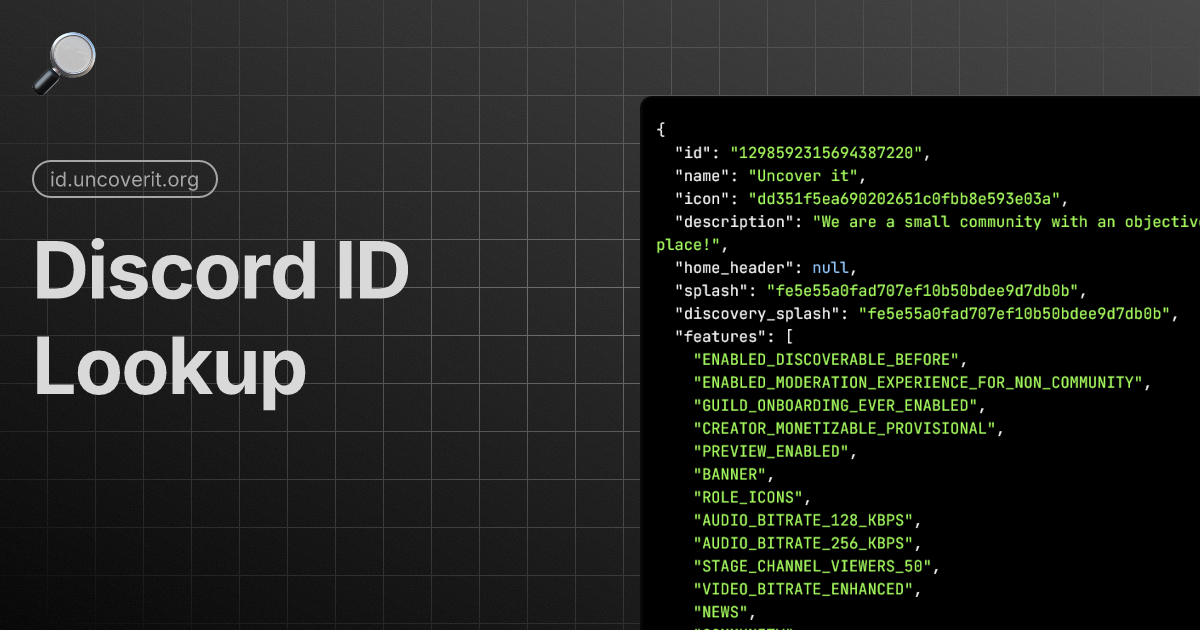 id.uncoverit.org
Discord ID
Lookup
{
"id": "1298592315694387220",
"name": "Uncover it",
"icon": "dd351f5ea690202651c0fbb8e593e03a",
"description": "We are a small community with an objective
place!",
"home_header": null,
"splash": "fe5e55a0fad707ef10b50bdee9d7db0b",
"discovery_splash": "fe5e55a0fad707ef10b50bdee9d7db0b",
"features": [
"ENABLED_DISCOVERABLE_BEFORE",
"ENABLED_MODERATION_EXPERIENCE_FOR_NON_COMMUNITY",
"GUILD_ONBOARDING_EVER_ENABLED",
"CREATOR_MONETIZABLE_PROVISIONAL",
"PREVIEW_ENABLED",
"BANNER",
"ROLE_ICONS",
"AUDIO_BITRATE_128_KBPS",
"AUDIO_BITRATE_256_KBPS",
"STAGE_CHANNEL_VIEWERS_50",
"VIDEO_BITRATE_ENHANCED",
"NEWS",